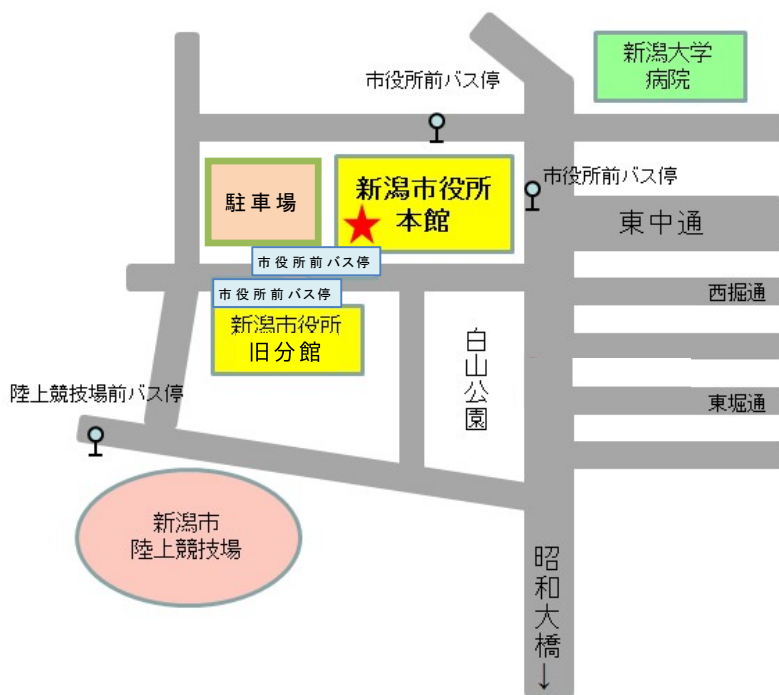 新潟大学
病院
市役所前バス停
市役所前バス停
新潟市役所
本館
駐車場
東中通
市役所前バス停
市役所前バス停
西堀通
新潟市役所
旧分館
白山公園
陸上競技場前バス停
東堀通
新潟市
陸上競技場
昭和大橋↓